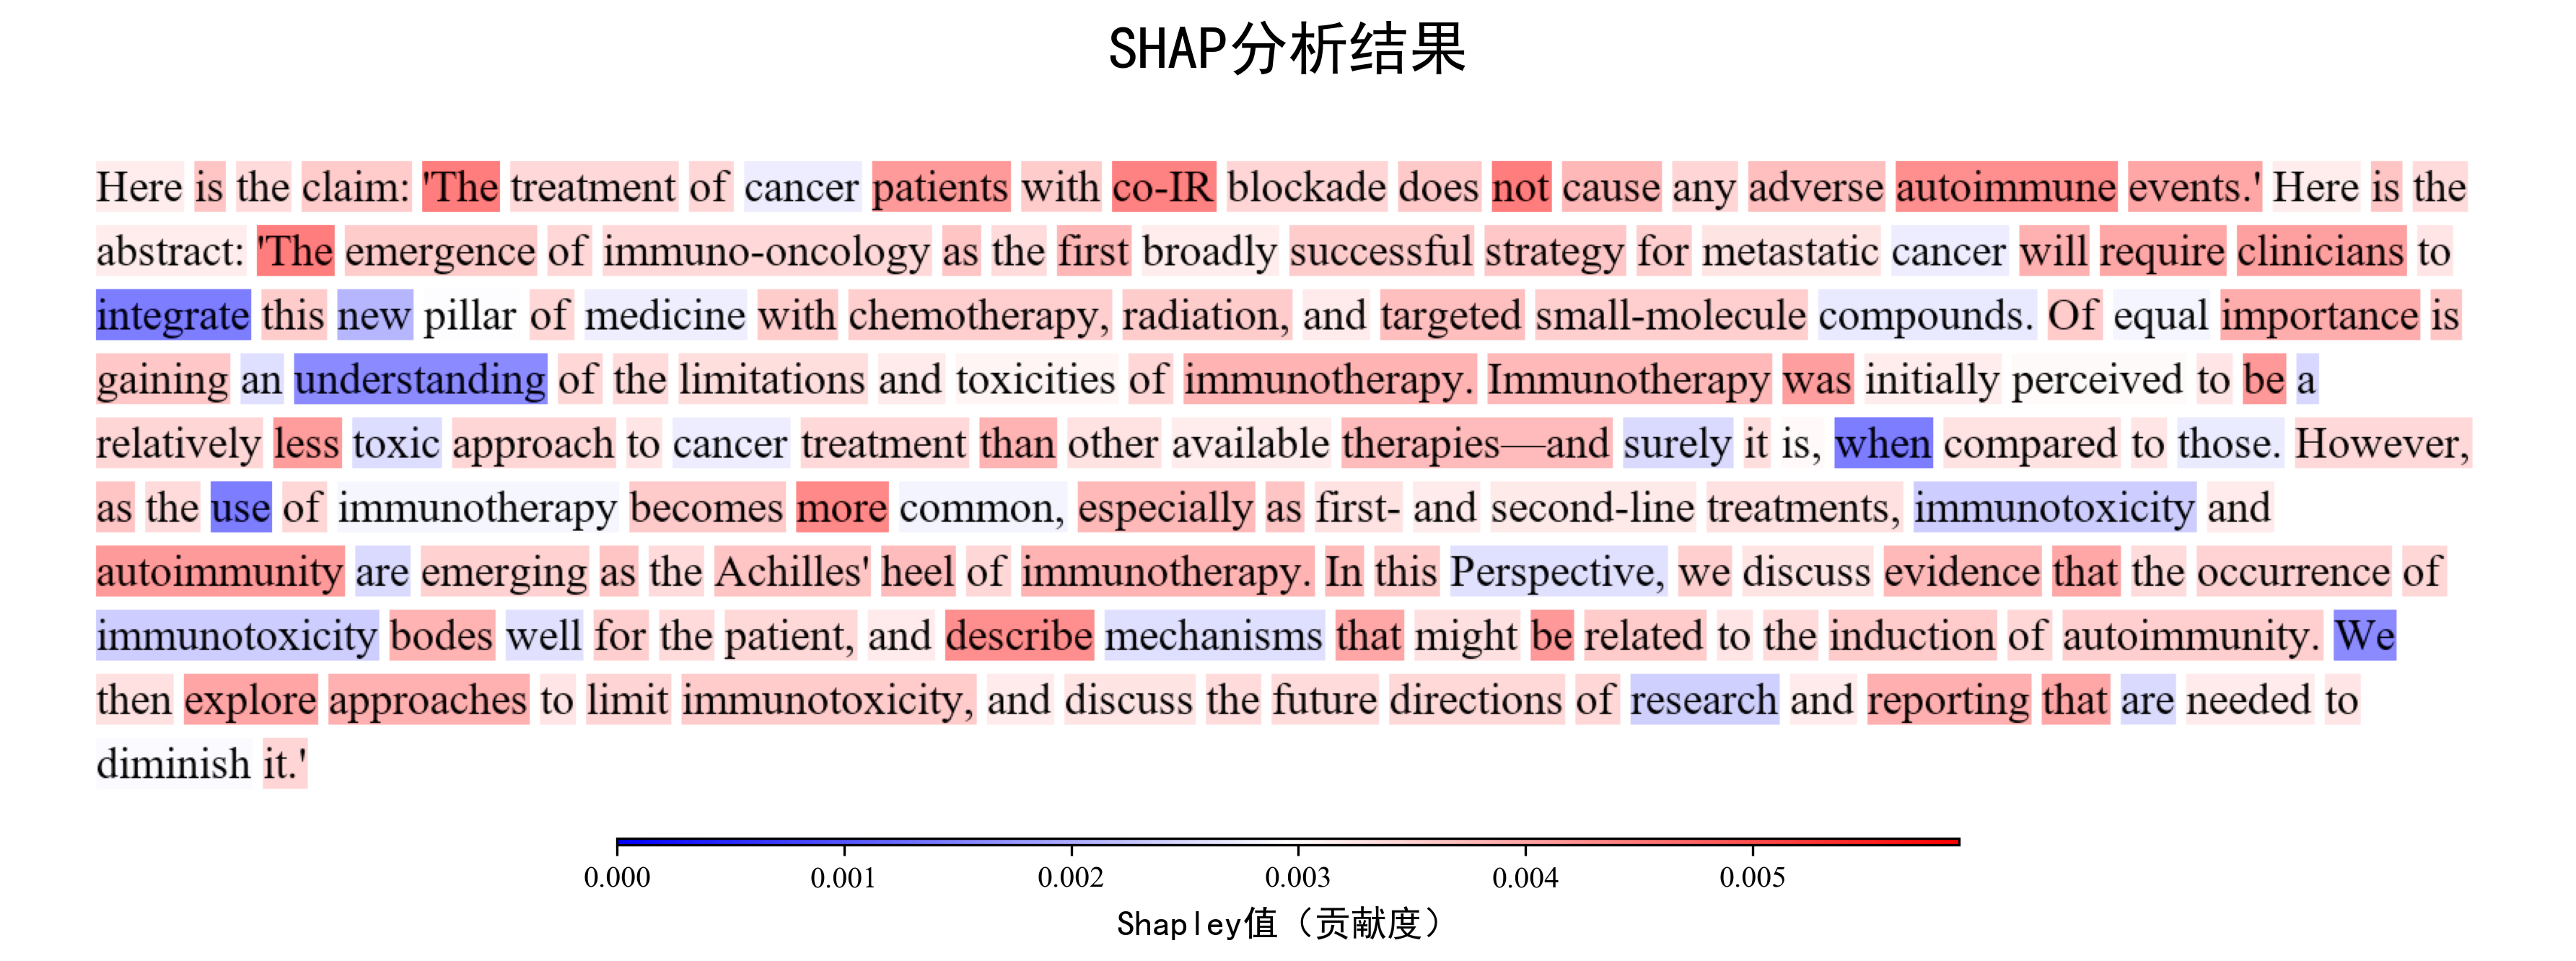 SHAP分析结果
Here is the claim: 'The treatment of cancer patients with co-IR blockade does not cause any adverse autoimmune events.' Here is the
abstract: 'The emergence of immuno-oncology as the first broadly successful strategy for metastatic cancer will require clinicians to
integrate this new pillar of medicine with chemotherapy, radiation, and targeted small-molecule compounds. Of equal importance is
gaining an understanding of the limitations and toxicities of immunotherapy. Immunotherapy was initially perceived to be a
relatively less toxic approach to cancer treatment than other available therapies—and surely it is, when compared to those. However,
as the use of immunotherapy becomes more common, especially as first- and second-line treatments, immunotoxicity and
autoimmunity are emerging as the Achilles' heel of immunotherapy. In this Perspective, we discuss evidence that the occurrence of
immunotoxicity bodes well for the patient, and describe mechanisms that might be related to the induction of autoimmunity. We
then explore approaches to limit immunotoxicity, and discuss the future directions of research and reporting that are needed to
diminish it.'
0.000 0.001 0.002 0.003 0.004 0.005
Shapley值（贡献度）